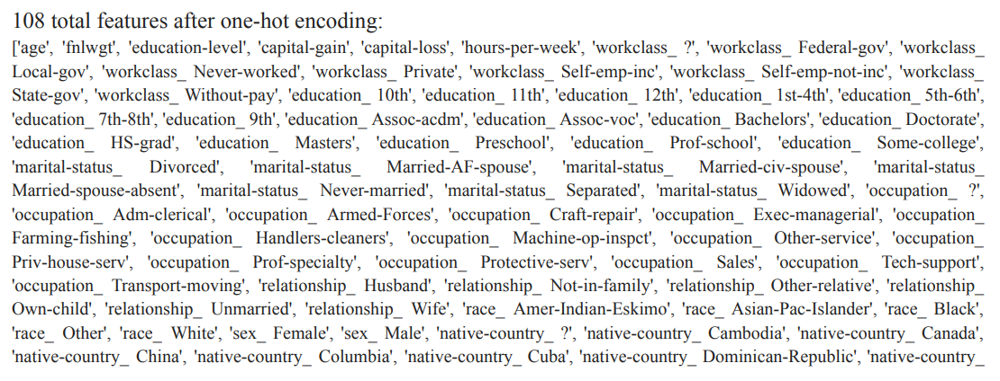 108 total features after one-hot encoding:
['age', 'fnlwgt', 'education-level', 'capital-gain', 'capital-loss', 'hours-per-week', 'workclass_ ?', 'workclass_ Federal-gov', 'workclass_
Local-gov', 'workclass_ Never-worked', 'workclass_ Private', 'workclass_ Self-emp-inc', 'workclass_ Self-emp-not-inc', 'workclass_
State-gov', 'workclass_ Without-pay', 'education_ 10th', 'education_ 11th', 'education_ 12th', 'education_ 1st-4th', 'education_ 5th-6th',
'education_ 7th-8th', 'education_ 9th', 'education_ Assoc-acdm', 'education_ Assoc-voc', 'education_ Bachelors', 'education_ Doctorate',
'education_ HS-grad', 'education_ Masters', 'education_ Preschool', 'education_ Prof-school', 'education_ Some-college',
'marital-status_ Divorced', 'marital-status_ Married-AF-spouse', 'marital-status_ Married-civ-spouse', 'marital-status_
Married-spouse-absent', 'marital-status_ Never-married', 'marital-status_ Separated', 'marital-status_ Widowed', 'occupation_ ?',
'occupation_ Adm-clerical', 'occupation_ Armed-Forces', 'occupation_ Craft-repair', 'occupation_ Exec-managerial', 'occupation_
Farming-fishing', 'occupation_ Handlers-cleaners', 'occupation_ Machine-op-inspct', 'occupation_ Other-service', 'occupation_
Priv-house-serv', 'occupation_ Prof-specialty', 'occupation_ Protective-serv', 'occupation_ Sales', 'occupation_ Tech-support',
'occupation_ Transport-moving', 'relationship_ Husband', 'relationship_ Not-in-family', 'relationship_ Other-relative', 'relationship_
Own-child', 'relationship_ Unmarried', 'relationship_ Wife', 'race_ Amer-Indian-Eskimo', 'race_ Asian-Pac-Islander', 'race_ Black',
'race_ Other', 'race_ White', 'sex_ Female', 'sex_ Male', 'native-country_ ?', 'native-country_ Cambodia', 'native-country_ Canada',
'native-country_ China', 'native-country_ Columbia', 'native-country_ Cuba', 'native-country_ Dominican-Republic', 'native-country_